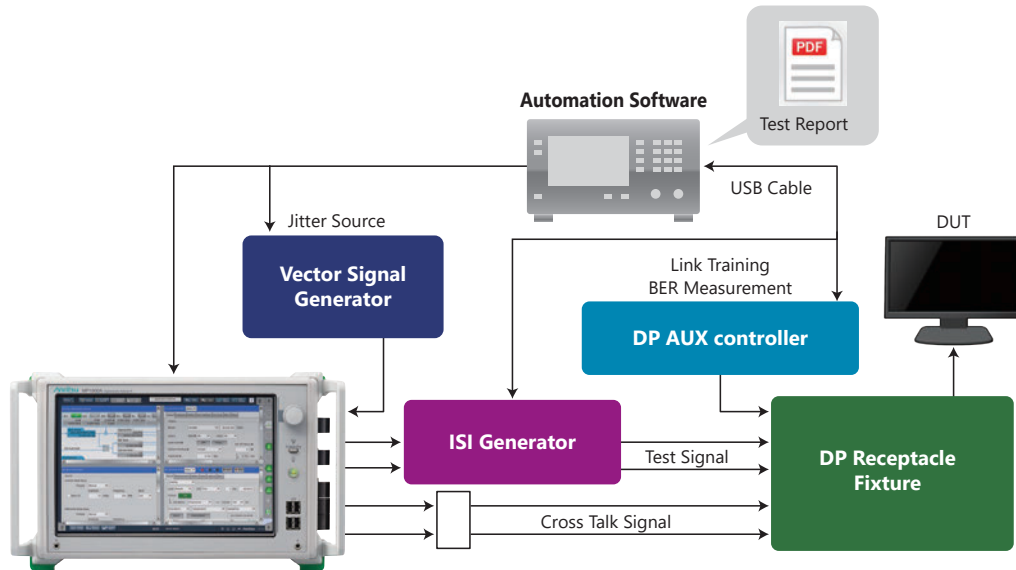 PDF
Automation Software
Test Report
USB Cable
Jitter Source
DUT
Vector Signal
Generator
Link Training
BER Measurement
DP AUX controller
Anritsu
ISI Generator
Test Signal
DP Receptacle
Fixture
Cross Talk Signal